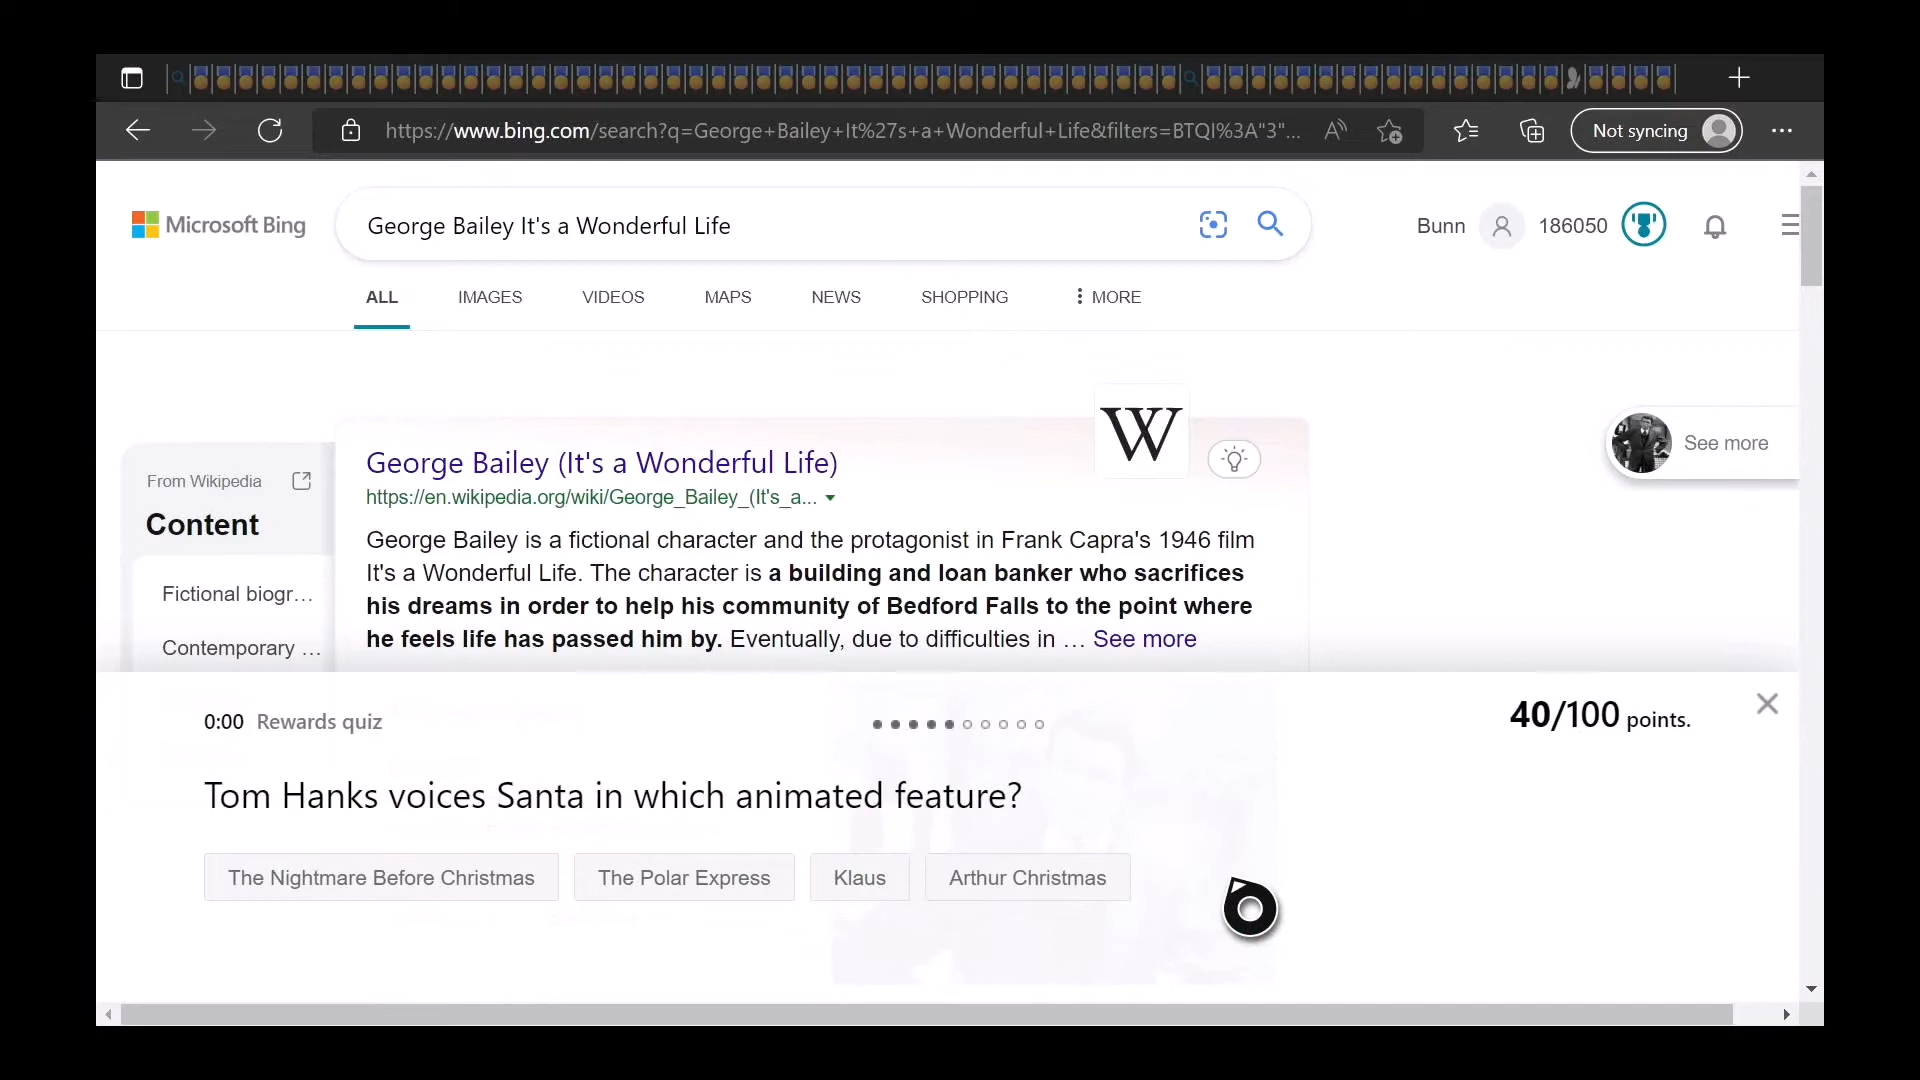 https://www.bing.com/search?q=George+Bailey+It%27s+a+Wonderful+Life&filters=BTQI%3A"3"...
Not syncing
Microsoft Bing
George Bailey It's a Wonderful Life
Bunn
186050
ALL
IMAGES
VIDEOS
MAPS
NEWS
SHOPPING
MORE
W
See more
From Wikipedia
Content
Fictional biogr...
Contemporary ...
George Bailey (It's a Wonderful Life)
https://en.wikipedia.org/wiki/George_Bailey_(It's_a...
George Bailey is a fictional character and the protagonist in Frank Capra's 1946 film
It's a Wonderful Life. The character is a building and loan banker who sacrifices
his dreams in order to help his community of Bedford Falls to the point where
he feels life has passed him by. Eventually, due to difficulties in ... See more
0:00 Rewards quiz
40/100 points.
Tom Hanks voices Santa in which animated feature?
The Nightmare Before Christmas
The Polar Express
Klaus
Arthur Christmas